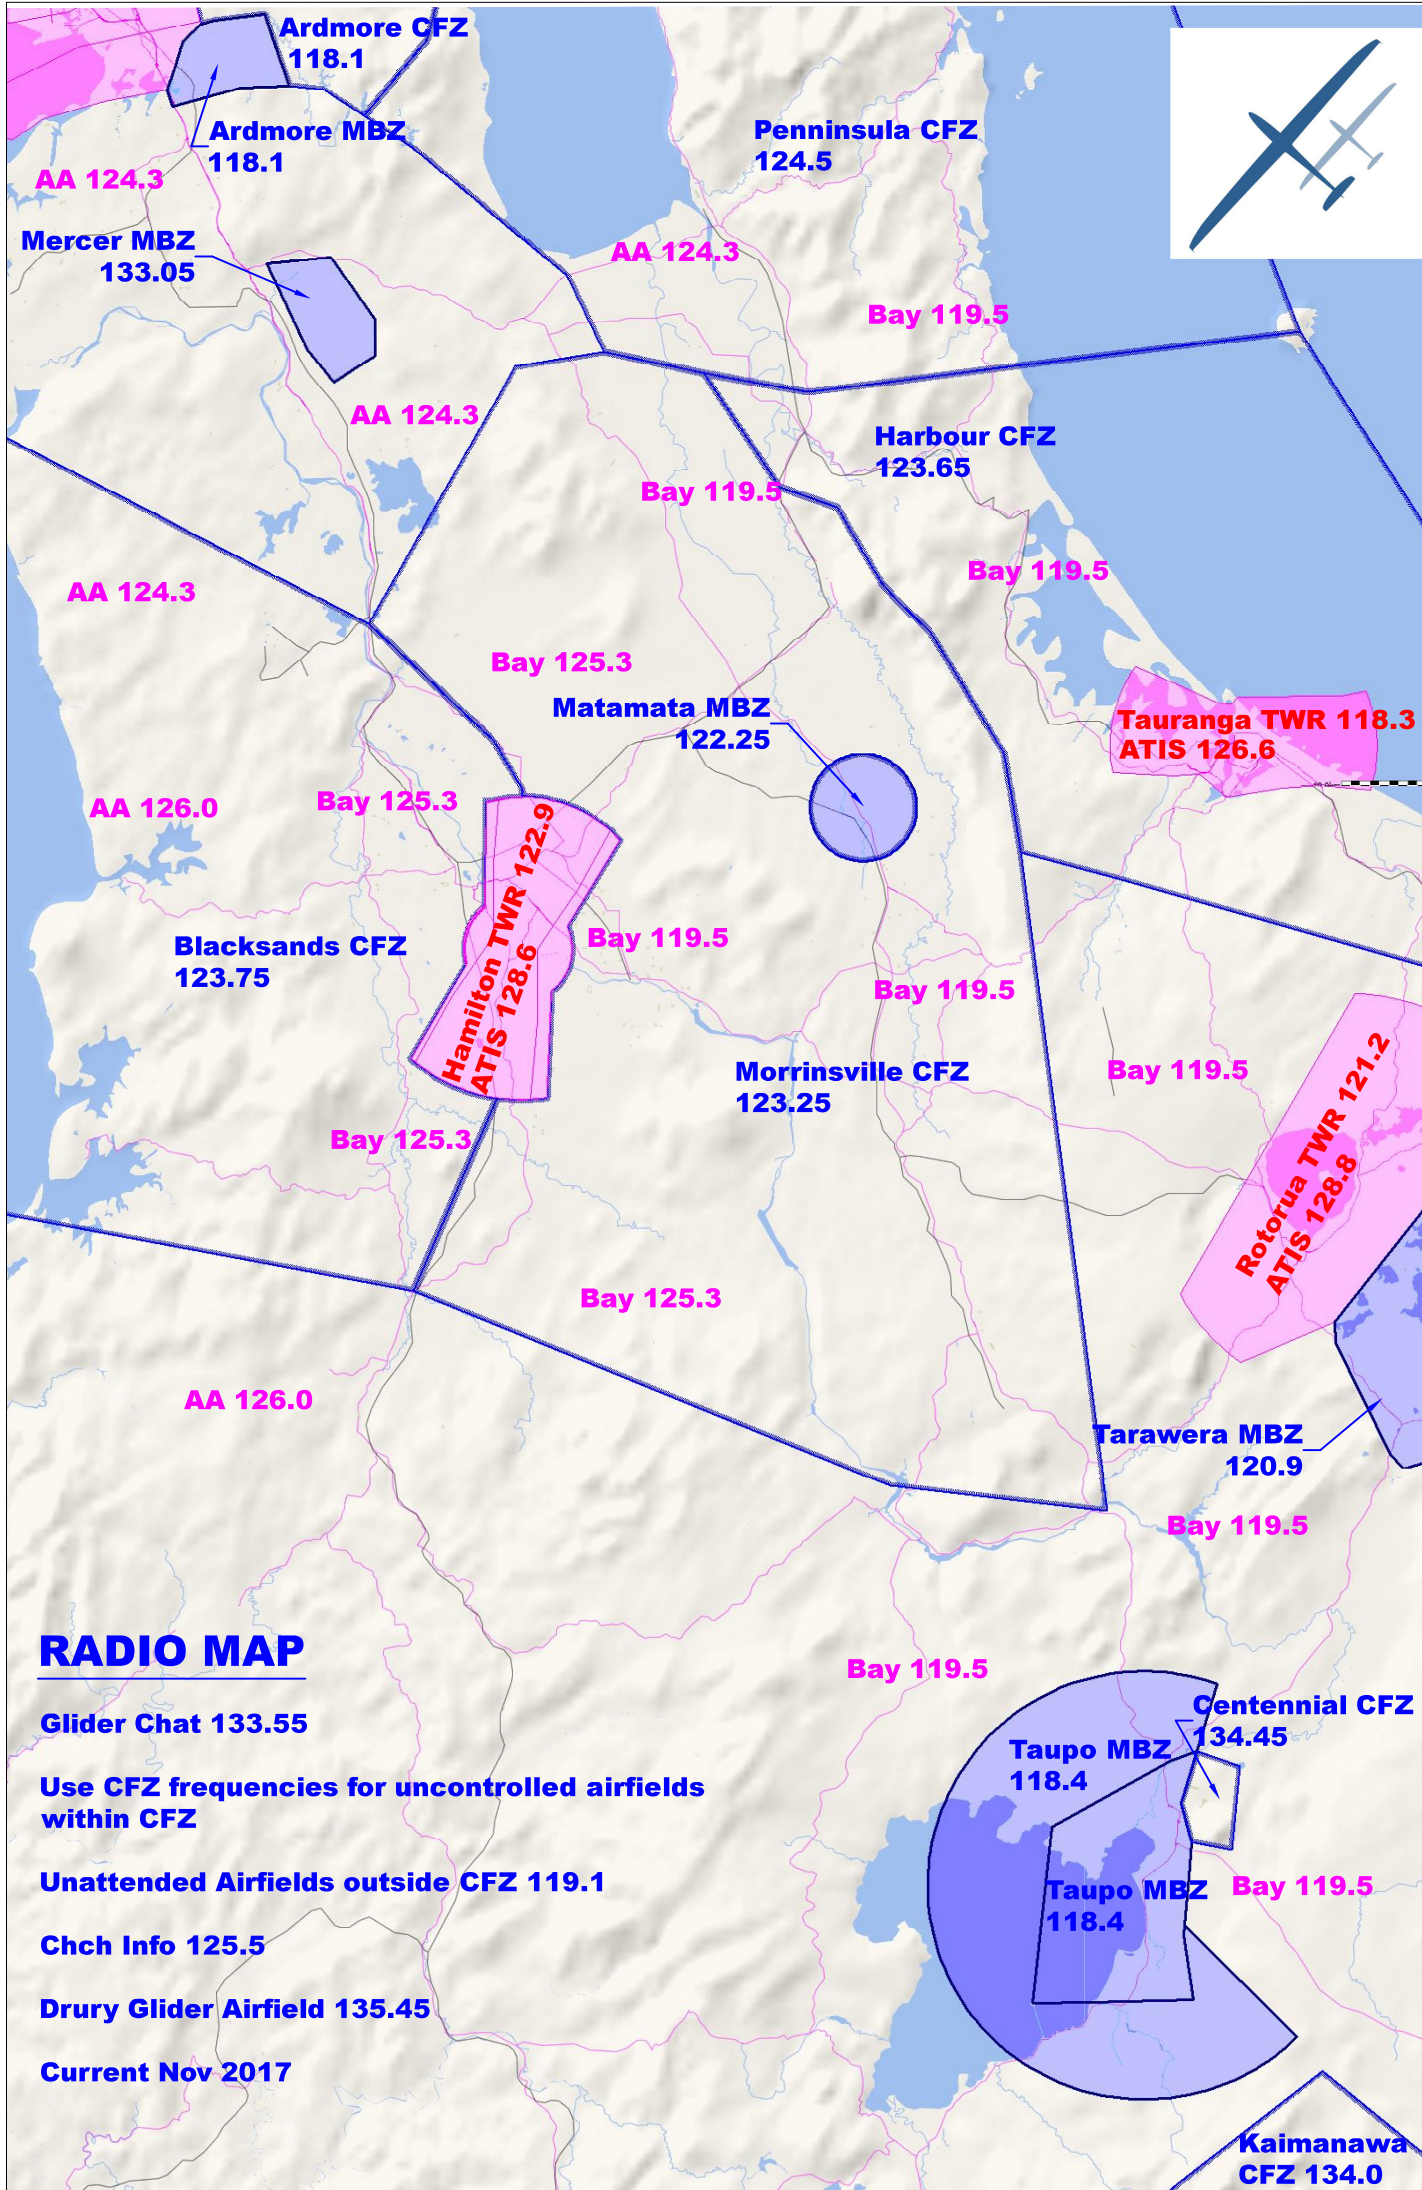 Ardmore CFZ
118.1
Ardmore MBZ
118.1
Penninsula CFZ
124.5
AA 124.3
Mercer MBZ
133.05
AA 124.3
Bay 119.5
AA 124.3
Harbour CFZ
123.65
Bay 119.5
Bay 119.5
AA 124.3
Bay 125.3
Matamata MBZ
122.25
Tauranga TWR 118.3
ATIS 126.6
AA 126.0
Bay 125.3
Hamilton TWR 122.9
ATIS 128.6
Bay 119.5
Blacksands CFZ
123.75
Bay 119.5
Morrinsville CFZ
123.25
Bay 119.5
Rotorua TWR 121.2
ATIS 128.8
Bay 125.3
Bay 125.3
AA 126.0
Tarawera MBZ
120.9
Bay 119.5
RADIO MAP
Glider Chat 133.55
Use CFZ frequencies for uncontrolled airfields
within CFZ
Unattended Airfields outside CFZ 119.1
Chch Info 125.5
Drury Glider Airfield 135.45
Current Nov 2017
Bay 119.5
Centennial CFZ
134.45
Taupo MBZ
118.4
Taupo MBZ
118.4
Bay 119.5
Kaimanawa
CFZ 134.0